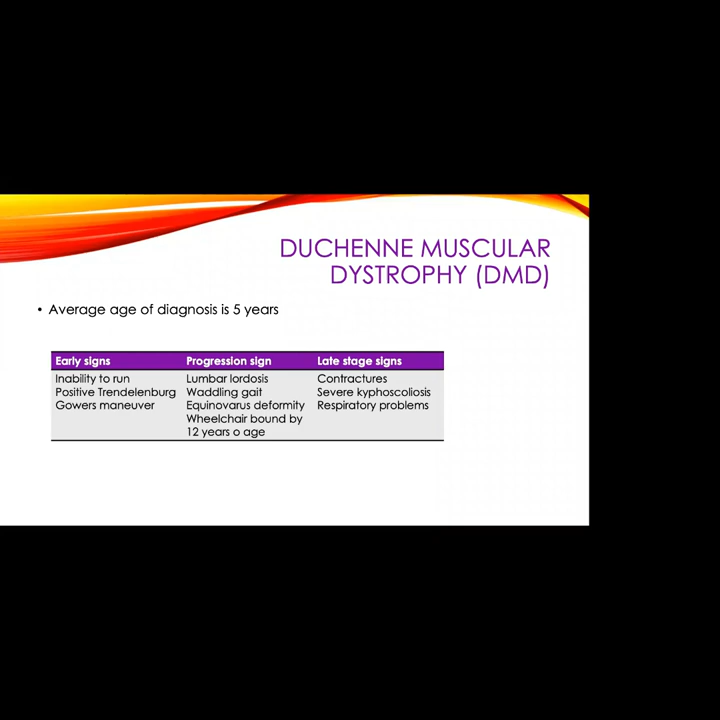 DUCHENNE MUSCULAR
DYSTROPHY (DMD)
• Average age of diagnosis is 5 years
Early signs Progression sign Late stage signs
Inability to run Lumbar lordosis Contractures
Positive Trendelenburg Waddling gait Severe kyphoscoliosis
Gowers maneuver Equinovarus deformity Respiratory problems
Wheelchair bound by
12 years o age